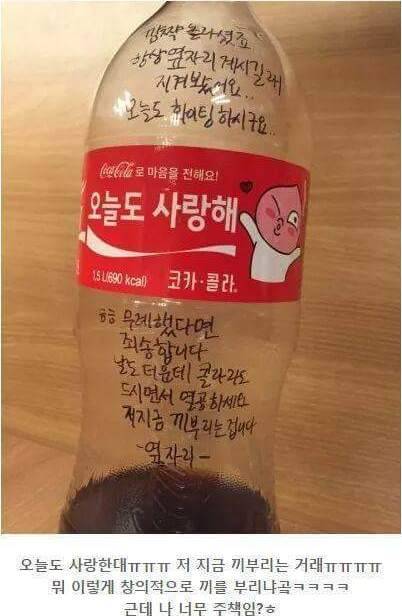 깜짝 놀라셨죠
항상 옆자리 계시길래
지켜봤어요..
오늘도 화이팅 하시구요..
Coca-Cola로 마음을 전해요!
오늘도 사랑해
1.5 L(690 kcal)
코카·콜라.
ㅎㅎ 무례했다면
죄송합니다
날도 더운데 콜라라도
드시면서 열공하세요
저지금 끼부리는겁니다
-옆자리-
오늘도 사랑한대ㅠㅠㅠ 저 지금 끼부리는 거래ㅠㅠㅠㅠ
뭐 이렇게 창의적으로 끼를 부리냐곸ㅋㅋㅋㅋ
근데 나 너무 주책임?ㅎ